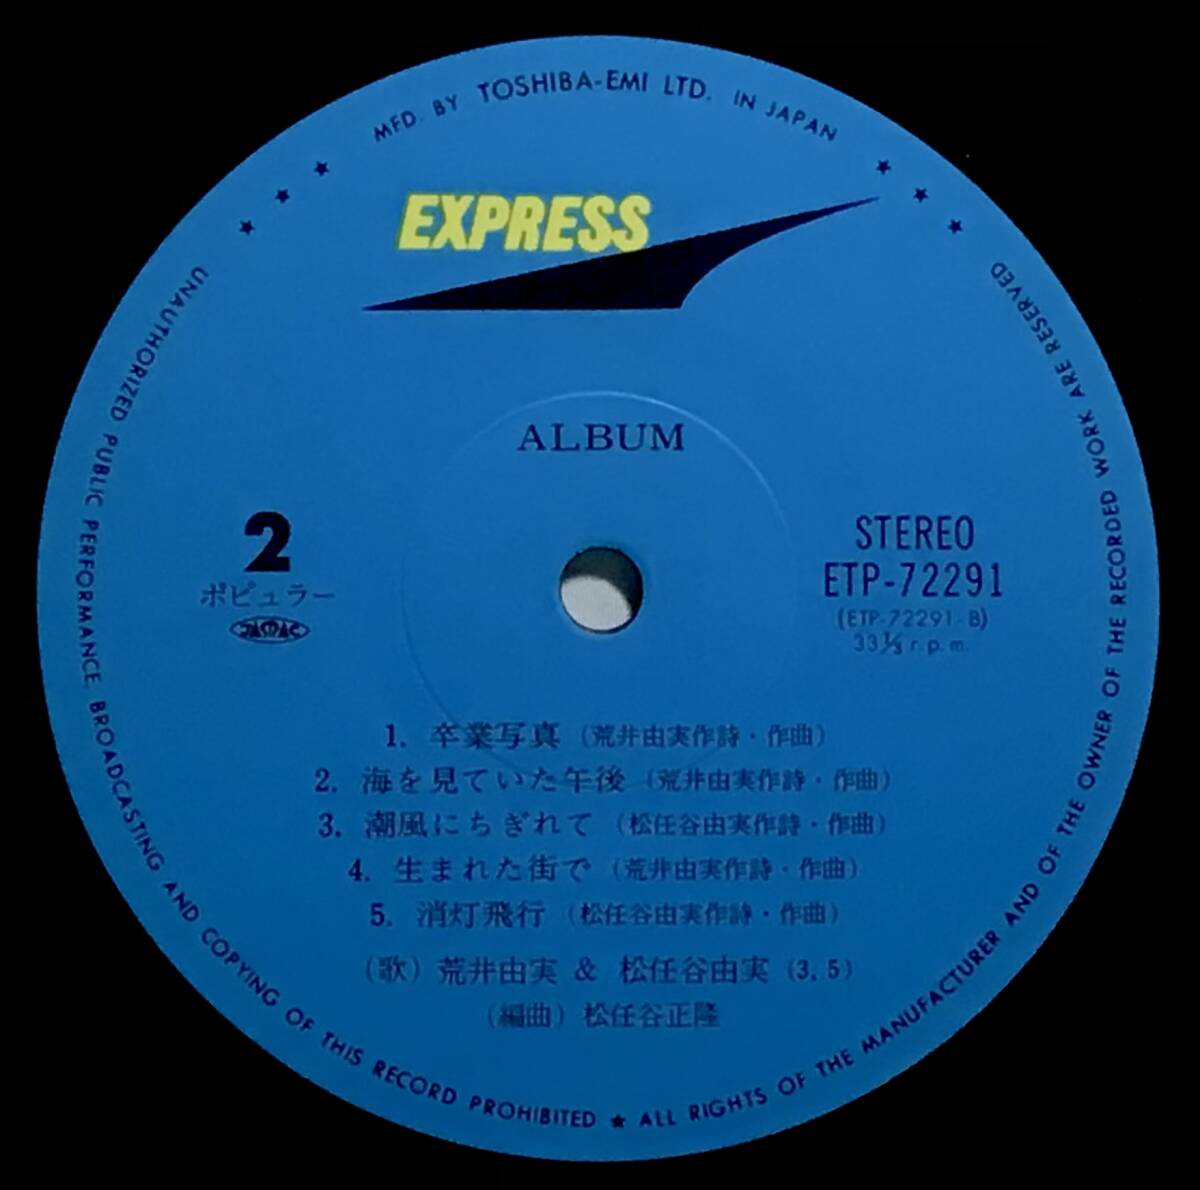 MFD. BY TOSHIBA-EMI LTD. IN JAPAN
EXPRESS
ALBUM
2
ポピュラー
JASRAC
STEREO
ETP-72291
(ETP-72291-B)
33⅓ r.p.m.
1. 卒業写真 (荒井由実作詩・作曲)
2. 海を見ていた午後 (荒井由実作詩・作曲)
3. 潮風にちぎれて (松任谷由実作詩・作曲)
4. 生まれた街で (荒井由実作詩・作曲)
5. 消灯飛行 (松任谷由実作詩・作曲)
(歌) 荒井由実 & 松任谷由実 (3, 5)
(編曲) 松任谷正隆
UNAUTHORIZED PUBLIC PERFORMANCE, BROADCASTING AND COPYING OF THIS RECORD PROHIBITED ★ ALL RIGHTS OF THE MANUFACTURER AND OF THE OWNER OF THE RECORDED WORK ARE RESERVED